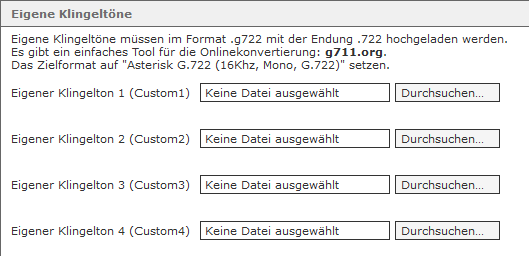 Eigene Klingeltöne
Eigene Klingeltöne müssen im Format .g722 mit der Endung .722 hochgeladen werden.
Es gibt ein einfaches Tool für die Onlinekonvertierung: g711.org.
Das Zielformat auf "Asterisk G.722 (16Khz, Mono, G.722)" setzen.
Eigener Klingelton 1 (Custom1) Keine Datei ausgewählt Durchsuchen...
Eigener Klingelton 2 (Custom2) Keine Datei ausgewählt Durchsuchen...
Eigener Klingelton 3 (Custom3) Keine Datei ausgewählt Durchsuchen...
Eigener Klingelton 4 (Custom4) Keine Datei ausgewählt Durchsuchen...